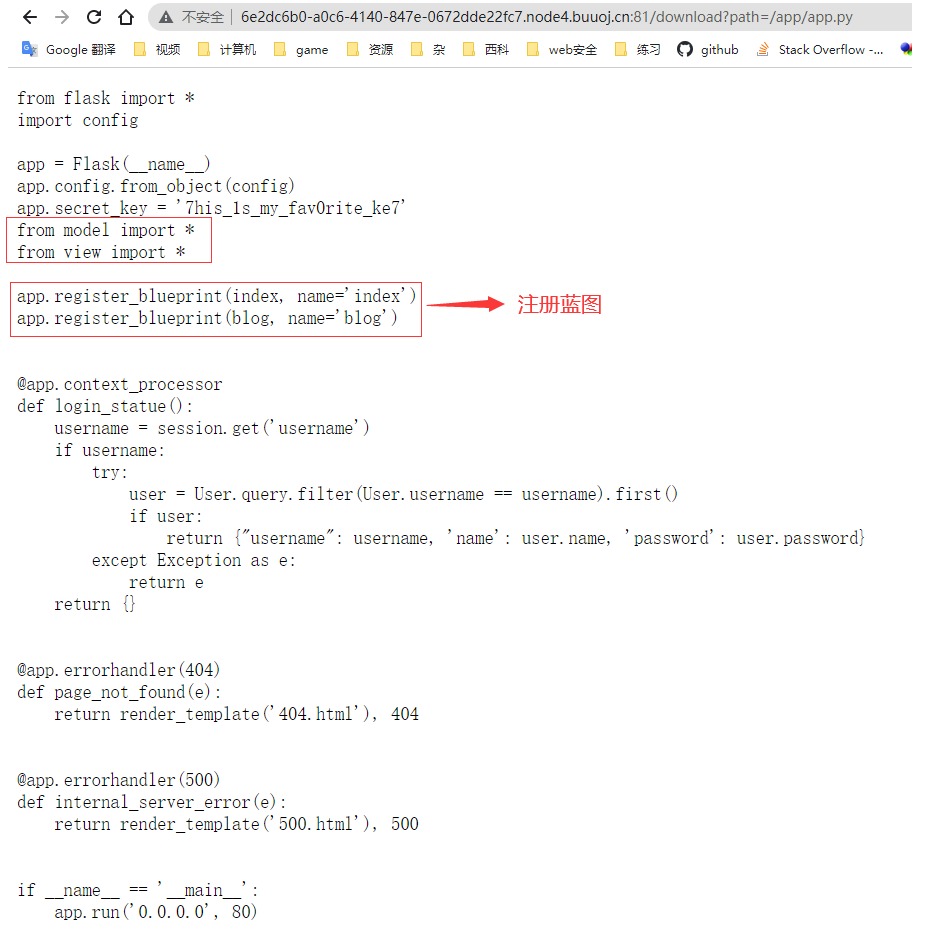 不安全 6e2dc6b0-a0c6-4140-847e-0672dde22fc7.node4.buuoj.cn:81/download?path=/app/app.py
Google 翻译 视频 计算机 game 资源 杂 西科 web安全 练习 github Stack Overflow -...
from flask import *
import config
app = Flask(__name__)
app.config.from_object(config)
app.secret_key = '7his_1s_my_fav0rite_ke7'
from model import *
from view import *
app.register_blueprint(index, name='index')
app.register_blueprint(blog, name='blog')
注册蓝图
@app.context_processor
def login_statue():
    username = session.get('username')
    if username:
        try:
            user = User.query.filter(User.username == username).first()
            if user:
                return {"username": username, 'name': user.name, 'password': user.password}
        except Exception as e:
            return e
    return {}
@app.errorhandler(404)
def page_not_found(e):
    return render_template('404.html'), 404
@app.errorhandler(500)
def internal_server_error(e):
    return render_template('500.html'), 500
if __name__ == '__main__':
    app.run('0.0.0.0', 80)